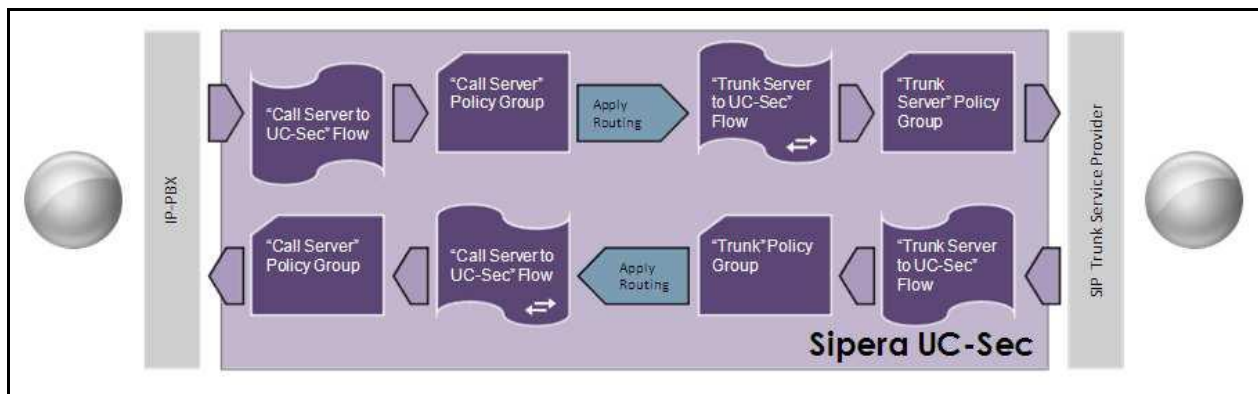 IP-PBX
“Call Server to
UC-Sec” Flow
“Call Server”
Policy Group
Apply
Routing
“Trunk Server
to UC-Sec”
Flow
“Trunk
Server” Policy
Group
SIP Trunk Service Provider
“Call Server”
Policy Group
“Call Server to
UC-Sec” Flow
Apply
Routing
“Trunk” Policy
Group
“Trunk Server
to UC-Sec”
Flow
Sipera UC-Sec